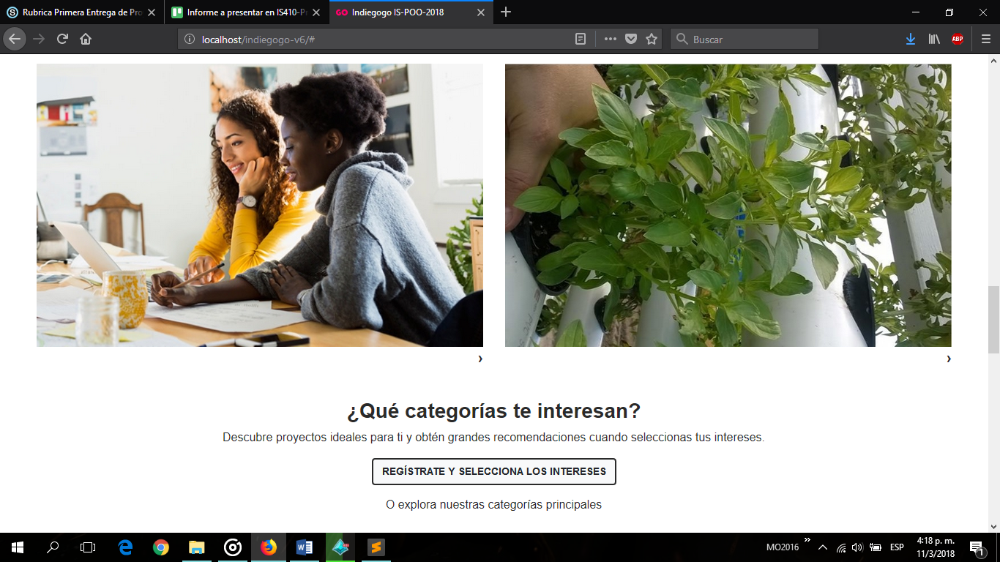 Rubrica Primera Entrega de Pro
Informe a presentar en IS410-P
GO Indiegogo IS-POO-2018
localhost/indiegogo-v6/#
Buscar
ABP
¿Qué categorías te interesan?
Descubre proyectos ideales para ti y obtén grandes recomendaciones cuando seleccionas tus intereses.
REGÍSTRATE Y SELECCIONA LOS INTERESES
O explora nuestras categorías principales
MO2016
ESP
4:18 p. m.
11/3/2018
1